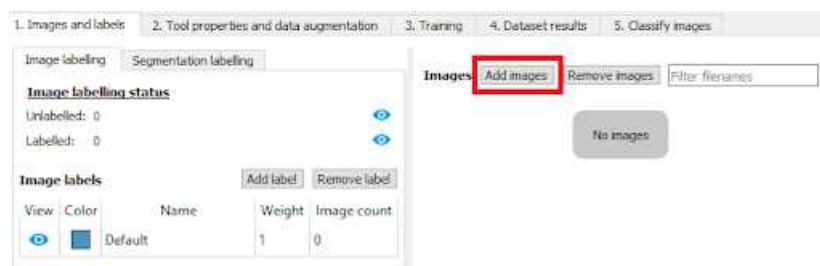 1. Images and labels 2. Tool properties and data augmentation 3. Training 4. Dataset results 5. Classify images
Image labelling Segmentation labelling
Image labelling status
Unlabelled: 0
Labelled: 0
Image labels Add label Remove label
View Color Name Weight Image count
Default 1 0
Images Add images Remove images Filter filenames
No images